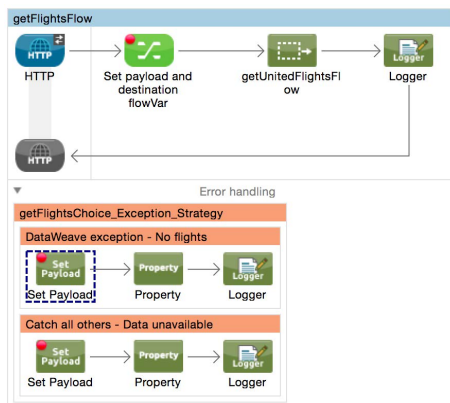 getFlightsFlow
HTTP
Logger
HTTP
Set payload and
destination
flowVar
getUnitedFlightsFl
ow
Logger
HTTP
Error handling
getFlightsChoice_Exception_Strategy
DataWeave exception - No flights
Set
Payload
Property
Logger
Set Payload
Property
Logger
Catch all others - Data unavailable
Set
Payload
Property
Logger
Set Payload
Property
Logger